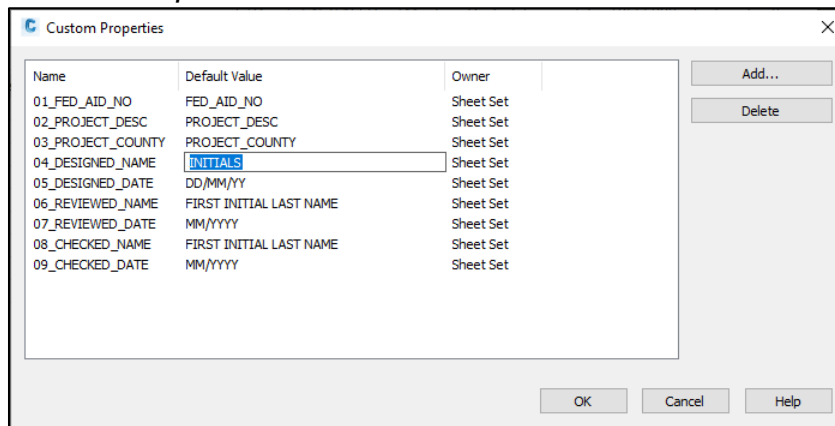 Custom Properties
Name Default Value Owner
Add...
01_FED_AID_NO FED_AID_NO Sheet Set
Delete
02_PROJECT_DESC PROJECT_DESC Sheet Set
03_PROJECT_COUNTY PROJECT_COUNTY Sheet Set
04_DESIGNED_NAME INITIALS Sheet Set
05_DESIGNED_DATE DD/MM/YY Sheet Set
06_REVIEWED_NAME FIRST INITIAL LAST NAME Sheet Set
07_REVIEWED_DATE MM/YYYY Sheet Set
08_CHECKED_NAME FIRST INITIAL LAST NAME Sheet Set
09_CHECKED_DATE MM/YYYY Sheet Set
OK Cancel Help